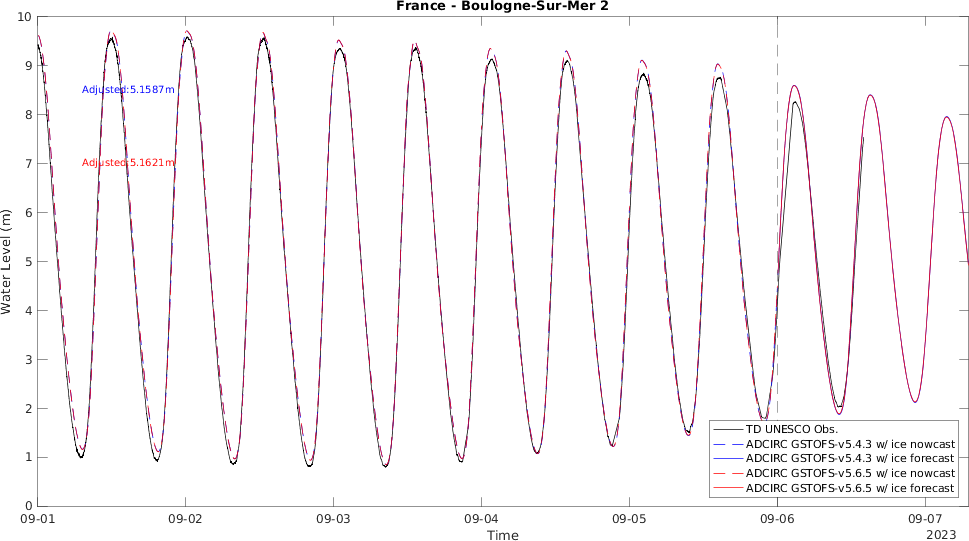 France - Boulogne-Sur-Mer 2
10
9
8
7
6
5
4
3
2
1
0
Water Level (m)
Adjusted:5.1587m
Adjusted:5.1621m
TD UNESCO Obs.
ADCIRC GSTOFS-v5.4.3 w/ ice nowcast
ADCIRC GSTOFS-v5.4.3 w/ ice forecast
ADCIRC GSTOFS-v5.6.5 w/ ice nowcast
ADCIRC GSTOFS-v5.6.5 w/ ice forecast
09-01 09-02 09-03 09-04 09-05 09-06 09-07
Time
2023